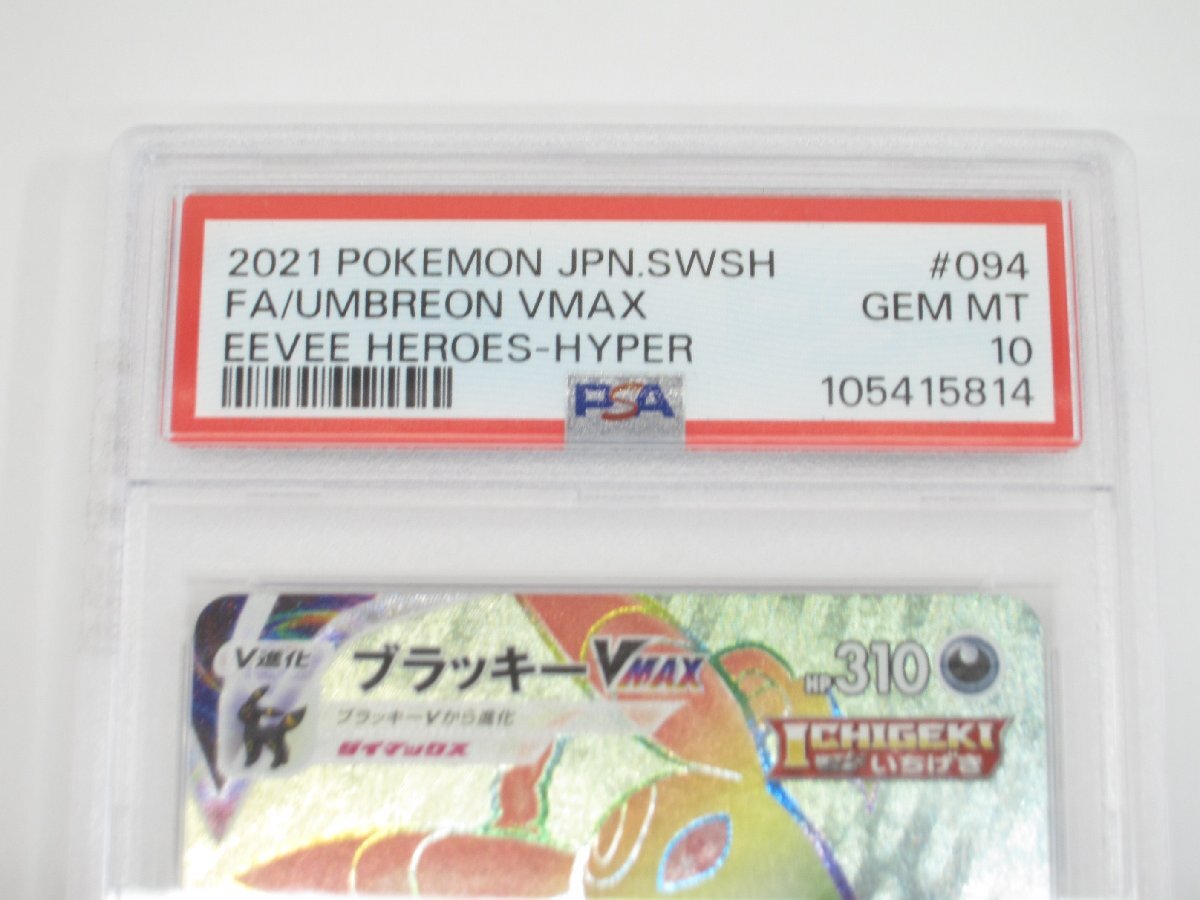 2021 POKEMON JPN.SWSH #094
FA/UMBREON VMAX GEM MT
EEVEE HEROES-HYPER 10
PSA 105415814
V進化 ブラッキーVMAX HP310
ブラッキーVから進化
ダイマックス
ICHIGEKI
いちげき